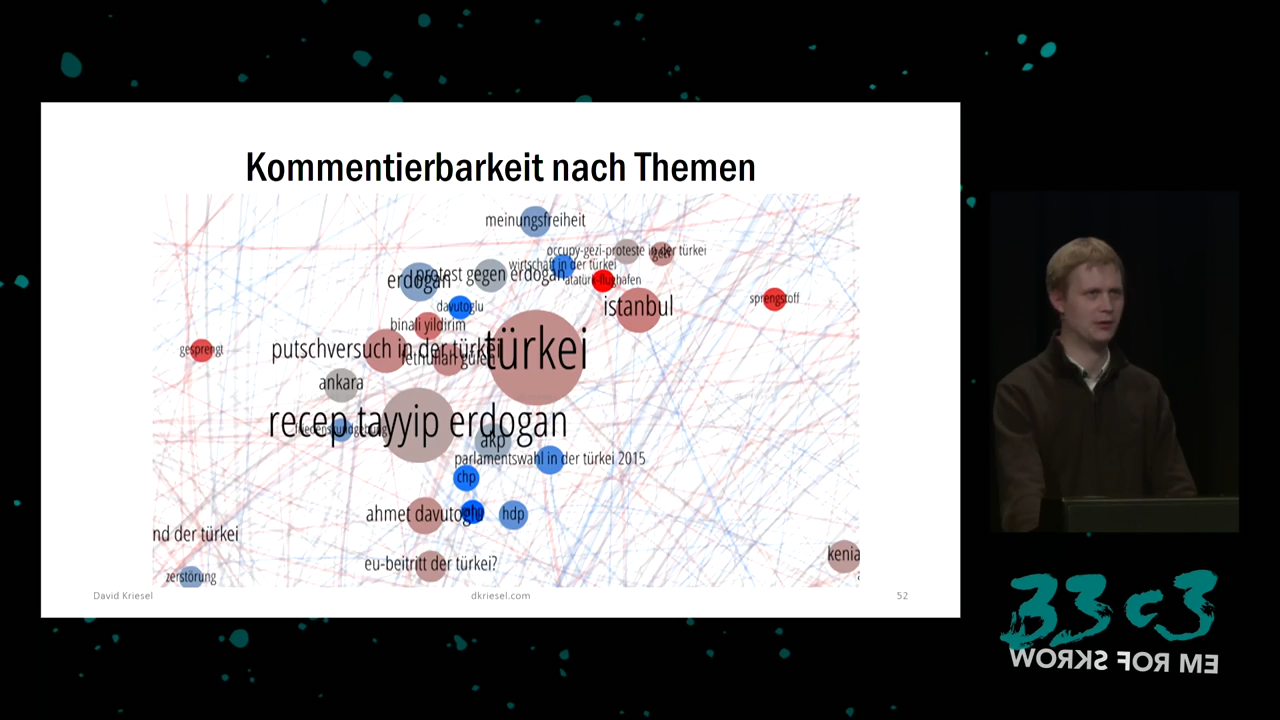 Kommentierbarkeit nach Themen
meinungsfreiheit
occupy-gezi-proteste in der türkei
wirtschaft in der türkei
erdogan
protest gegen erdogan
atatürk-flughafen
davutoglu
istanbul
sprengstoff
binali yildirim
gesprengt
putschversuch in der türkei
fethullah gülen
türkei
ankara
recep tayyip erdogan
friedenskundgebung
akp
parlamentswahl in der türkei 2015
chp
ahmet davutoglu
hdp
nd der türkei
eu-beitritt der türkei?
kenia
zerstörung
David Kriesel
dkriesel.com
52
33c3
WORKS FOR ME